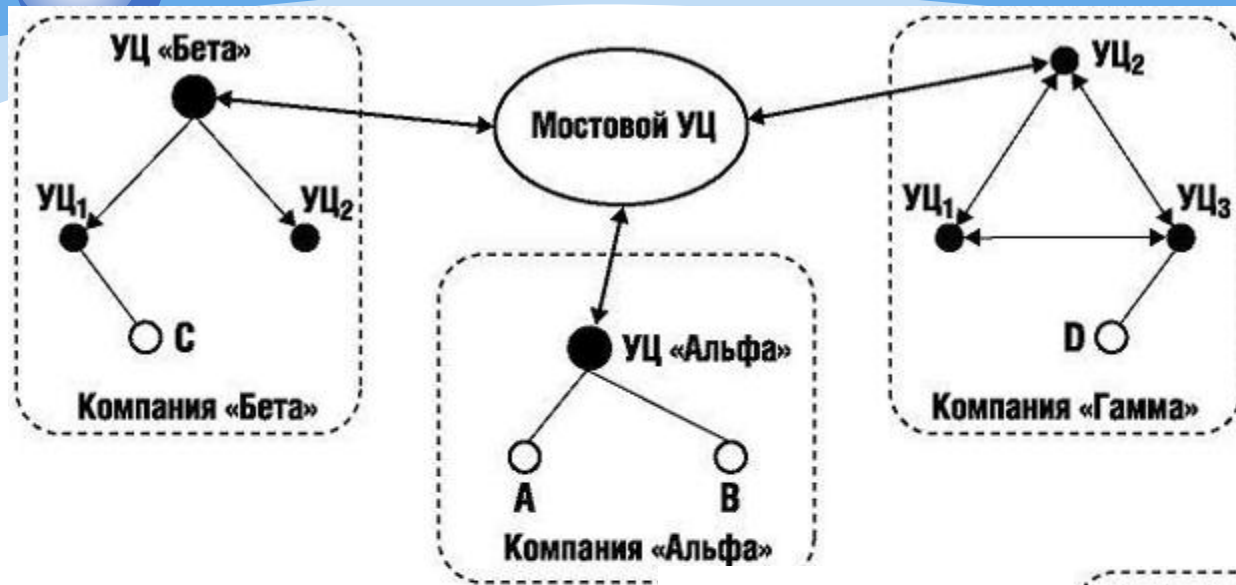 УЦ «Бета»
УЦ₁
УЦ₂
С
Компания «Бета»
Мостовой УЦ
УЦ «Альфа»
А
В
Компания «Альфа»
УЦ₂
УЦ₁
УЦ₃
D
Компания «Гамма»